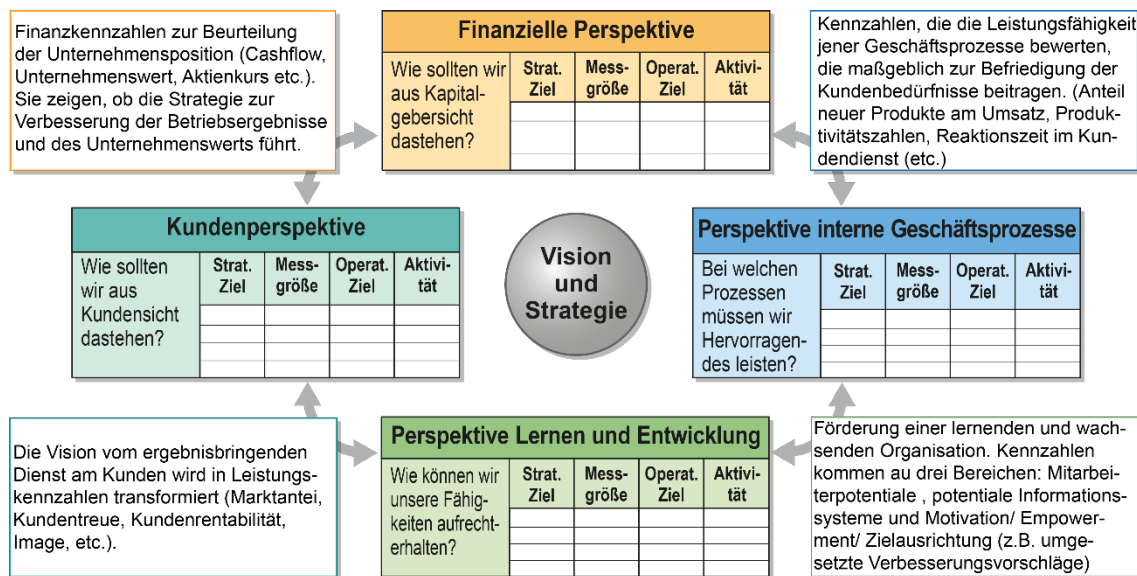 Finanzkennzahlen zur Beurteilung
der Unternehmensposition (Cashflow,
Unternehmenswert, Aktienkurs etc.).
Sie zeigen, ob die Strategie zur
Verbesserung der Betriebsergebnisse
und des Unternehmenswerts führt.
Finanzielle Perspektive
Wie sollten wir
aus Kapital-
gebersicht
dastehen?
Strat. Mess- Operat. Aktivi-
Ziel größe Ziel tät
Kennzahlen, die die Leistungsfähigkeit
jener Geschäftsprozesse bewerten,
die maßgeblich zur Befriedigung der
Kundenbedürfnisse beitragen. (Anteil
neuer Produkte am Umsatz, Produk-
tivitätszahlen, Reaktionszeit im Kun-
dendienst (etc.)
Kundenperspektive
Wie sollten
wir aus
Kundensicht
dastehen?
Strat. Mess- Operat. Aktivi-
Ziel größe Ziel tät
Vision
und
Strategie
Perspektive interne Geschäftsprozesse
Bei welchen
Prozessen
müssen wir
Hervorragen-
des leisten?
Strat. Mess- Operat. Aktivi-
Ziel größe Ziel tät
Die Vision vom ergebnisbringenden
Dienst am Kunden wird in Leistungs-
kennzahlen transformiert (Marktantei,
Kundentreue, Kundenrentabilität,
Image, etc.).
Perspektive Lernen und Entwicklung
Wie können wir
unsere Fähig-
keiten aufrecht-
erhalten?
Strat. Mess- Operat. Aktivi-
Ziel größe Ziel tät
Förderung einer lernenden und wach-
senden Organisation. Kennzahlen
kommen au drei Bereichen: Mitarbei-
terpotentiale , potentiale Informations-
systeme und Motivation/ Empower-
ment/ Zielausrichtung (z.B. umge-
setzte Verbesserungsvorschläge)